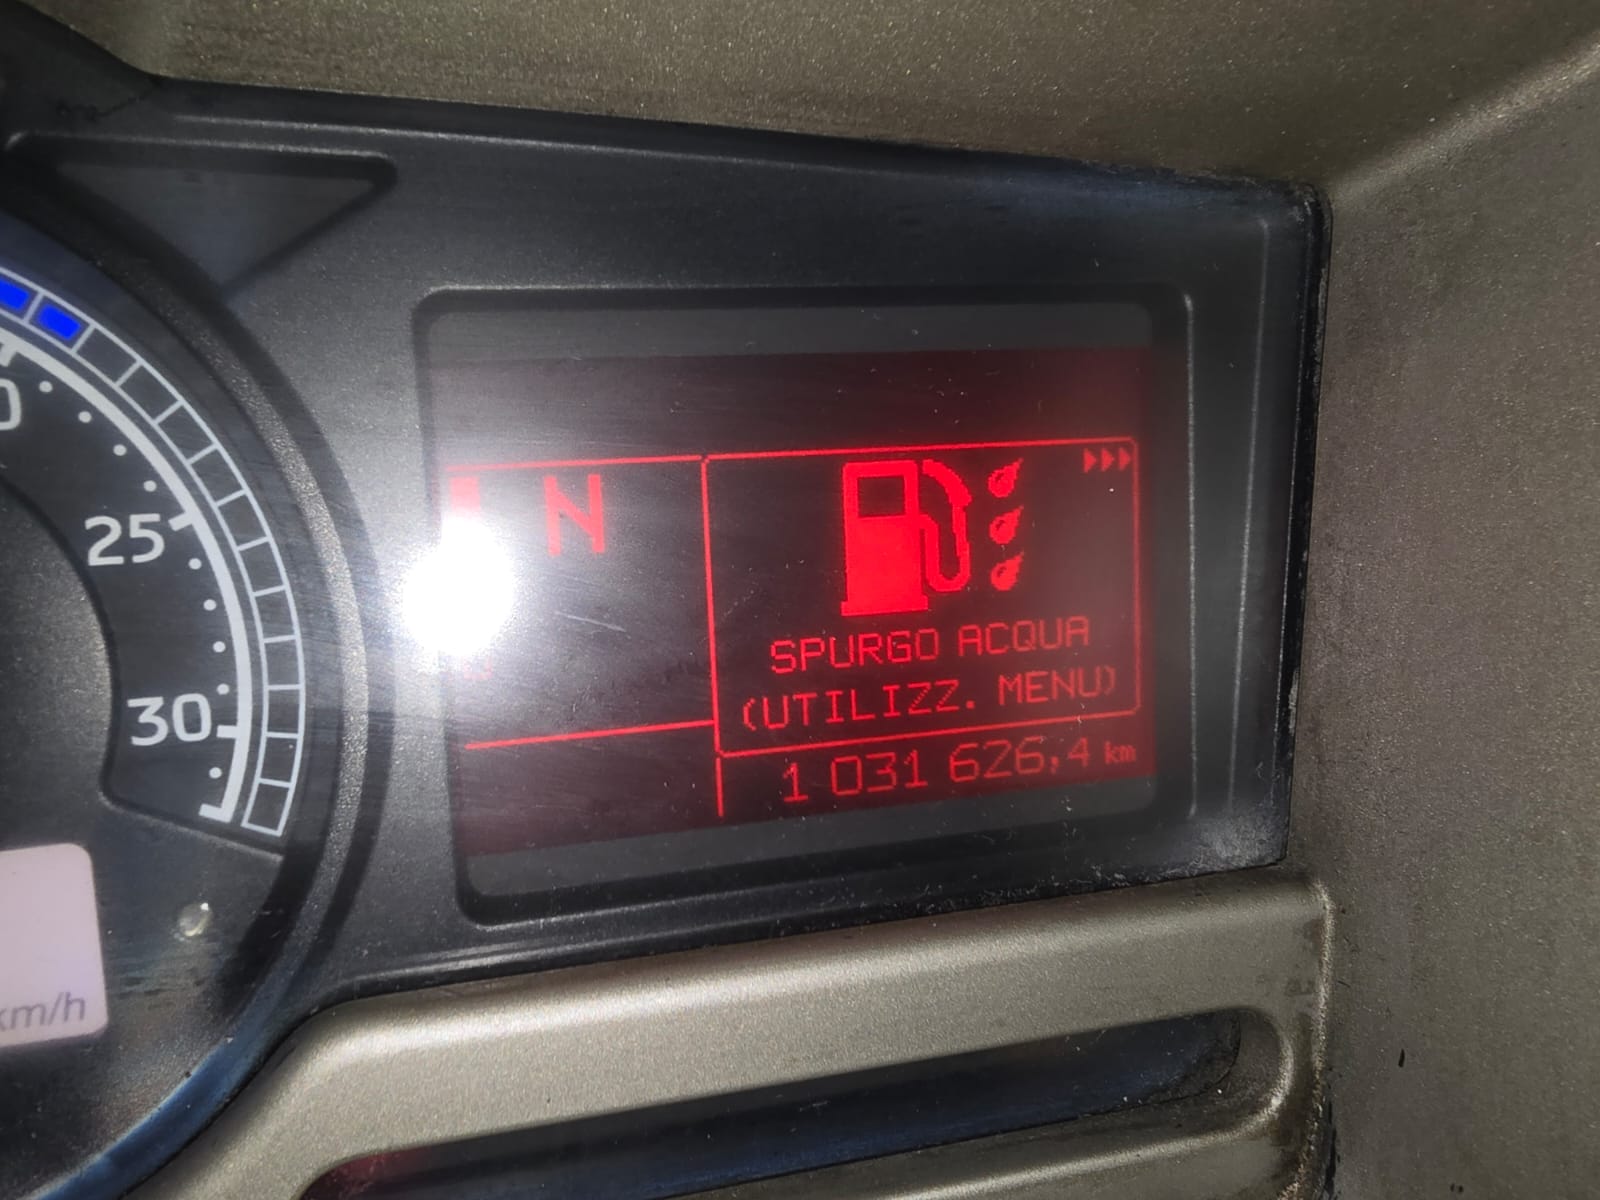 25
30
km/h
N
SPURGO ACQUA
(UTILIZZ. MENU)
1 031 626,4 km